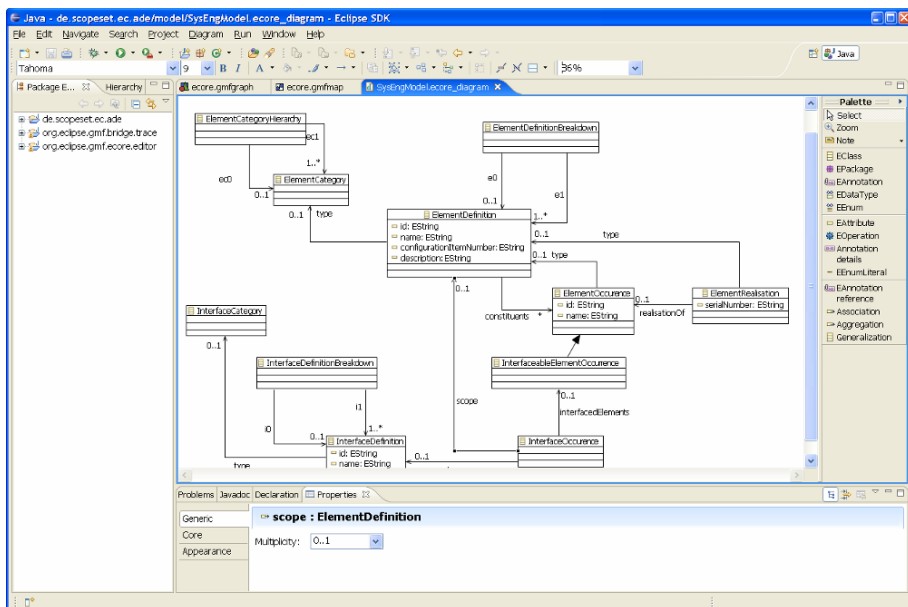 Java - de.scopeset.ec.ade/model/SysEngModel.ecore_diagram - Eclipse SDK
File Edit Navigate Search Project Diagram Run Window Help
Java
Tahoma 9 B I A 36%
Package E... Hierarchy
ecore.gmfgraph ecore.gmfmap SysEngModel.ecore_diagram
de.scopeset.ec.ade
org.eclipse.gmf.bridge.trace
org.eclipse.gmf.ecore.editor
ElementCategoryHierarchy
ec1
1..*
ec0
0..1
ElementCategory
0..1 type
ElementDefinitionBreakdown
e0
e1
0..1
1..*
ElementDefinition
id: EString
name: EString
configurationItemNumber: EString
description: EString
0..1
type
0..1 type
0..1
ElementOccurence
id: EString
name: EString
constituents *
0..1
realisationOf
ElementRealisation
serialNumber: EString
InterfaceCategory
0..1
InterfaceDefinitionBreakdown
i1
i0
0..1
1..*
InterfaceableElementOccurence
0..1
scope
interfacedElements
InterfaceDefinition
id: EString
name: EString
type
0..1
InterfaceOccurence
Palette
Select
Zoom
Note
EClass
EPackage
EAnnotation
EDataType
EEnum
EAttribute
EOperation
Annotation
details
EEnumLiteral
EAnnotation
reference
Association
Aggregation
Generalization
Problems Javadoc Declaration Properties
Generic
Core
Appearance
scope : ElementDefinition
Multiplicity: 0..1